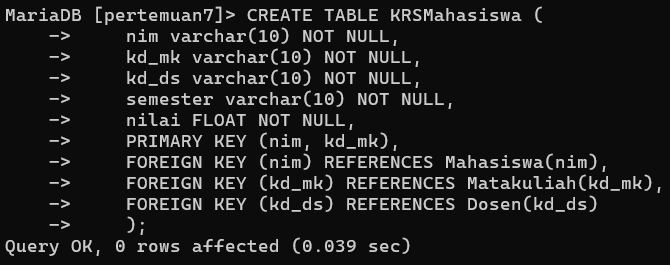 MariaDB [pertemuan7]> CREATE TABLE KRSMahasiswa (
    ->     nim varchar(10) NOT NULL,
    ->     kd_mk varchar(10) NOT NULL,
    ->     kd_ds varchar(10) NOT NULL,
    ->     semester varchar(10) NOT NULL,
    ->     nilai FLOAT NOT NULL,
    ->     PRIMARY KEY (nim, kd_mk),
    ->     FOREIGN KEY (nim) REFERENCES Mahasiswa(nim),
    ->     FOREIGN KEY (kd_mk) REFERENCES Matakuliah(kd_mk),
    ->     FOREIGN KEY (kd_ds) REFERENCES Dosen(kd_ds)
    ->     );
Query OK, 0 rows affected (0.039 sec)